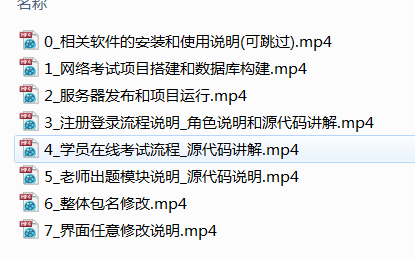 名称
0_相关软件的安装和使用说明(可跳过).mp4
1_网络考试项目搭建和数据库构建.mp4
2_服务器发布和项目运行.mp4
3_注册登录流程说明_角色说明和源代码讲解.mp4
4_学员在线考试流程_源代码讲解.mp4
5_老师出题模块说明_源代码说明.mp4
6_整体包名修改.mp4
7_界面任意修改说明.mp4